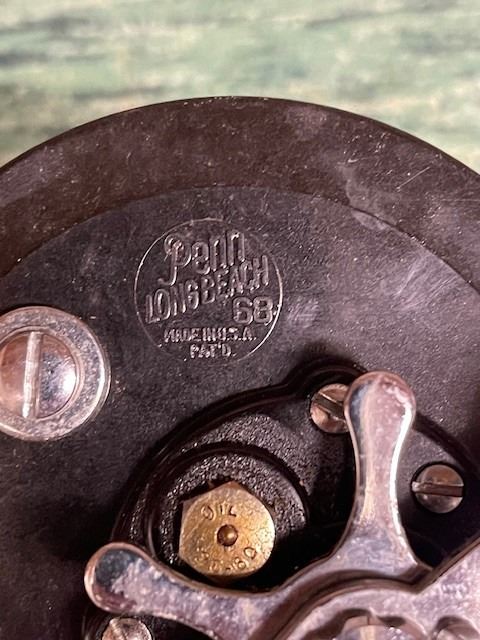 Penn
LONG BEACH
68
MADE IN U.S.A.
PAT'D.
OIL